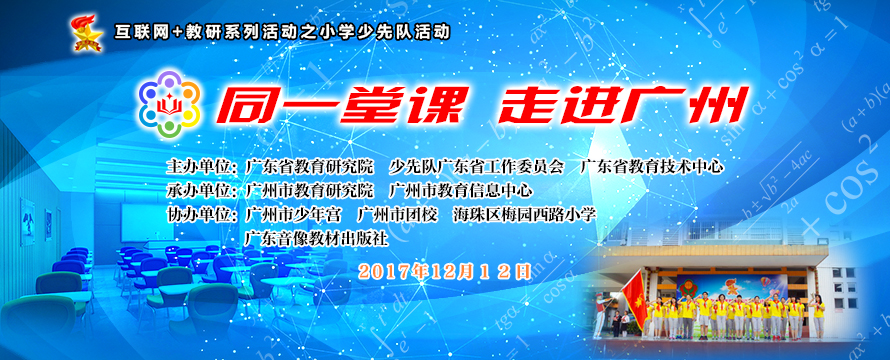 互联网+教研系列活动之小学少先队活动
同一堂课 走进广州
主办单位：广东省教育研究院 少先队广东省工作委员会 广东省教育技术中心
承办单位：广州市教育研究院 广州市教育信息中心
协办单位：广州市少年宫 广州市团校 海珠区梅园西路小学
广东音像教材出版社
2017年12月12日